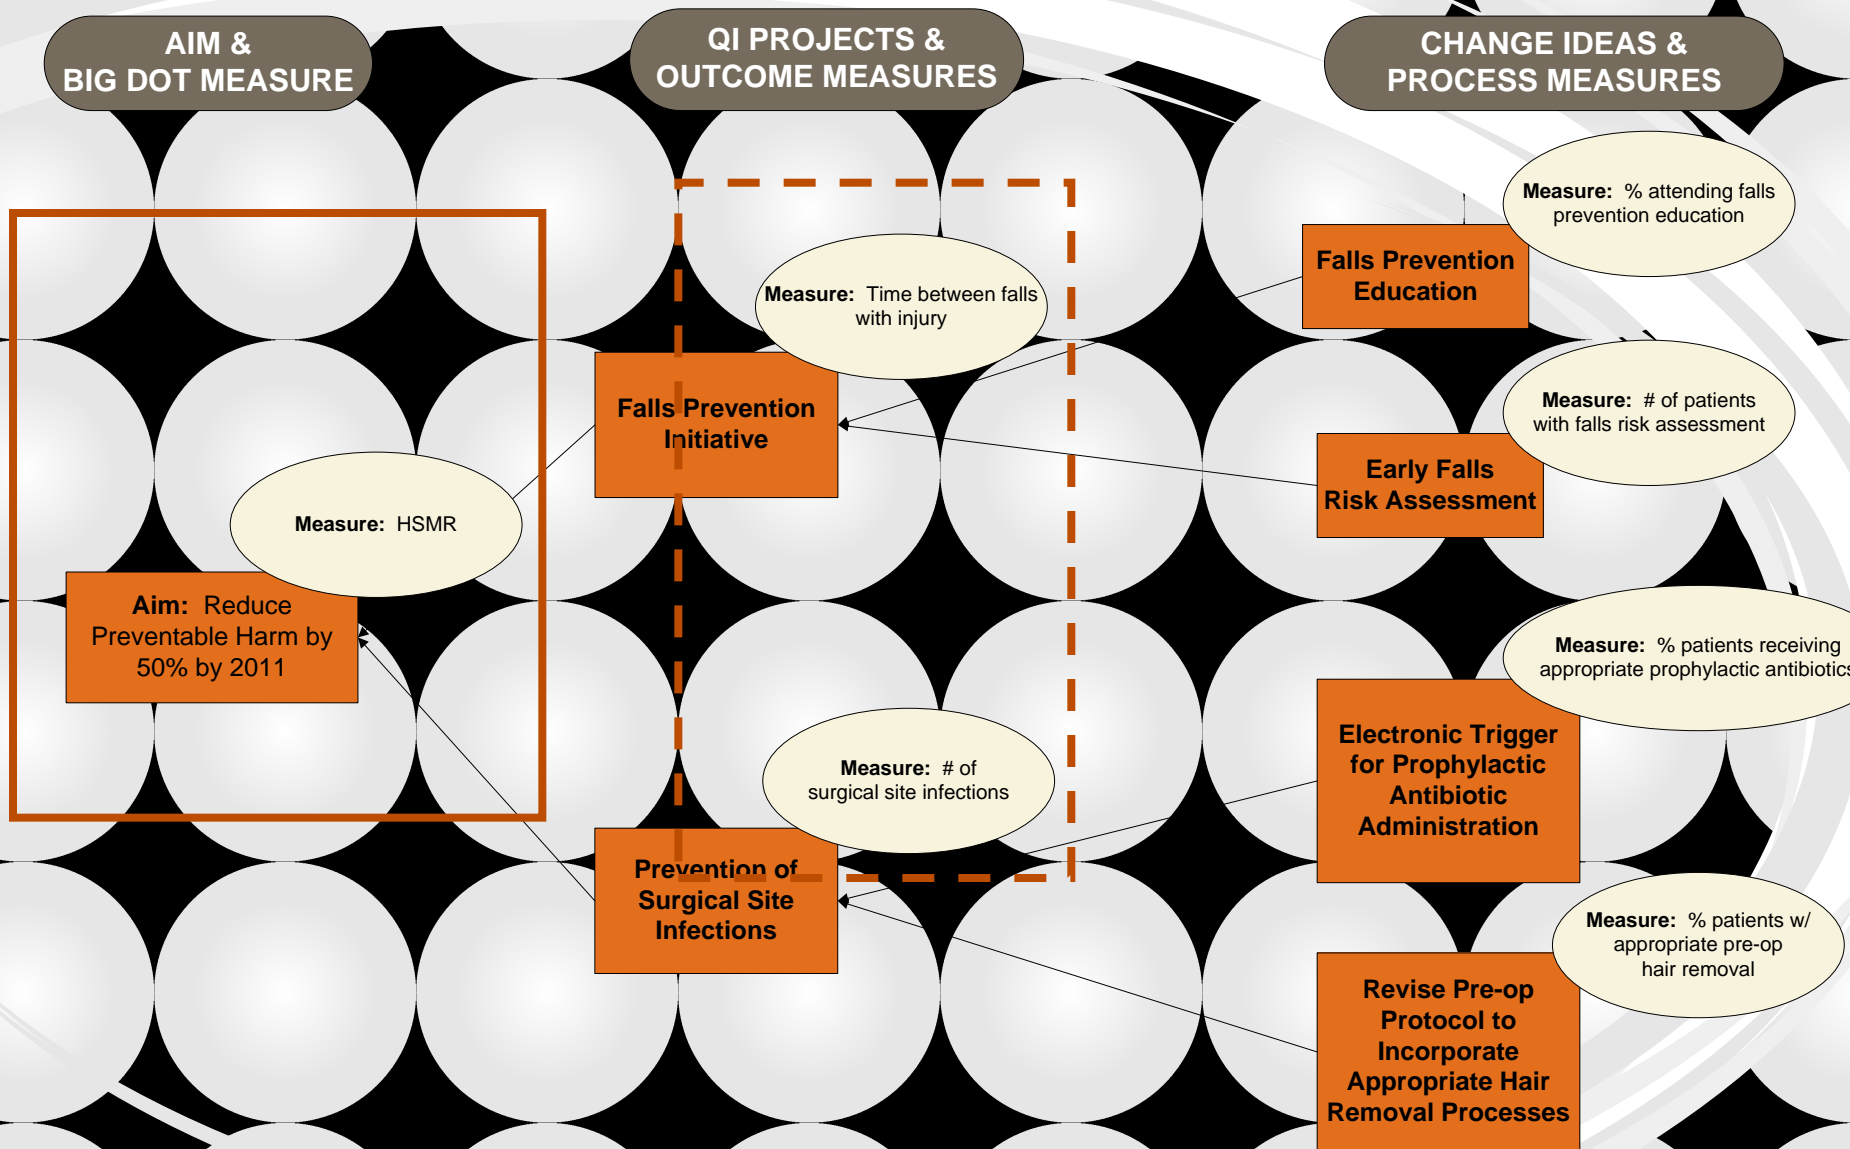 AIM &
BIG DOT MEASURE
QI PROJECTS &
OUTCOME MEASURES
CHANGE IDEAS &
PROCESS MEASURES
Measure: HSMR
Aim: Reduce
Preventable Harm by
50% by 2011
Measure: Time between falls
with injury
Falls Prevention
Initiative
Measure: # of
surgical site infections
Prevention of
Surgical Site
Infections
Measure: % attending falls
prevention education
Falls Prevention
Education
Measure: # of patients
with falls risk assessment
Early Falls
Risk Assessment
Measure: % patients receiving
appropriate prophylactic antibiotics
Electronic Trigger
for Prophylactic
Antibiotic
Administration
Measure: % patients w/
appropriate pre-op
hair removal
Revise Pre-op
Protocol to
Incorporate
Appropriate Hair
Removal Processes